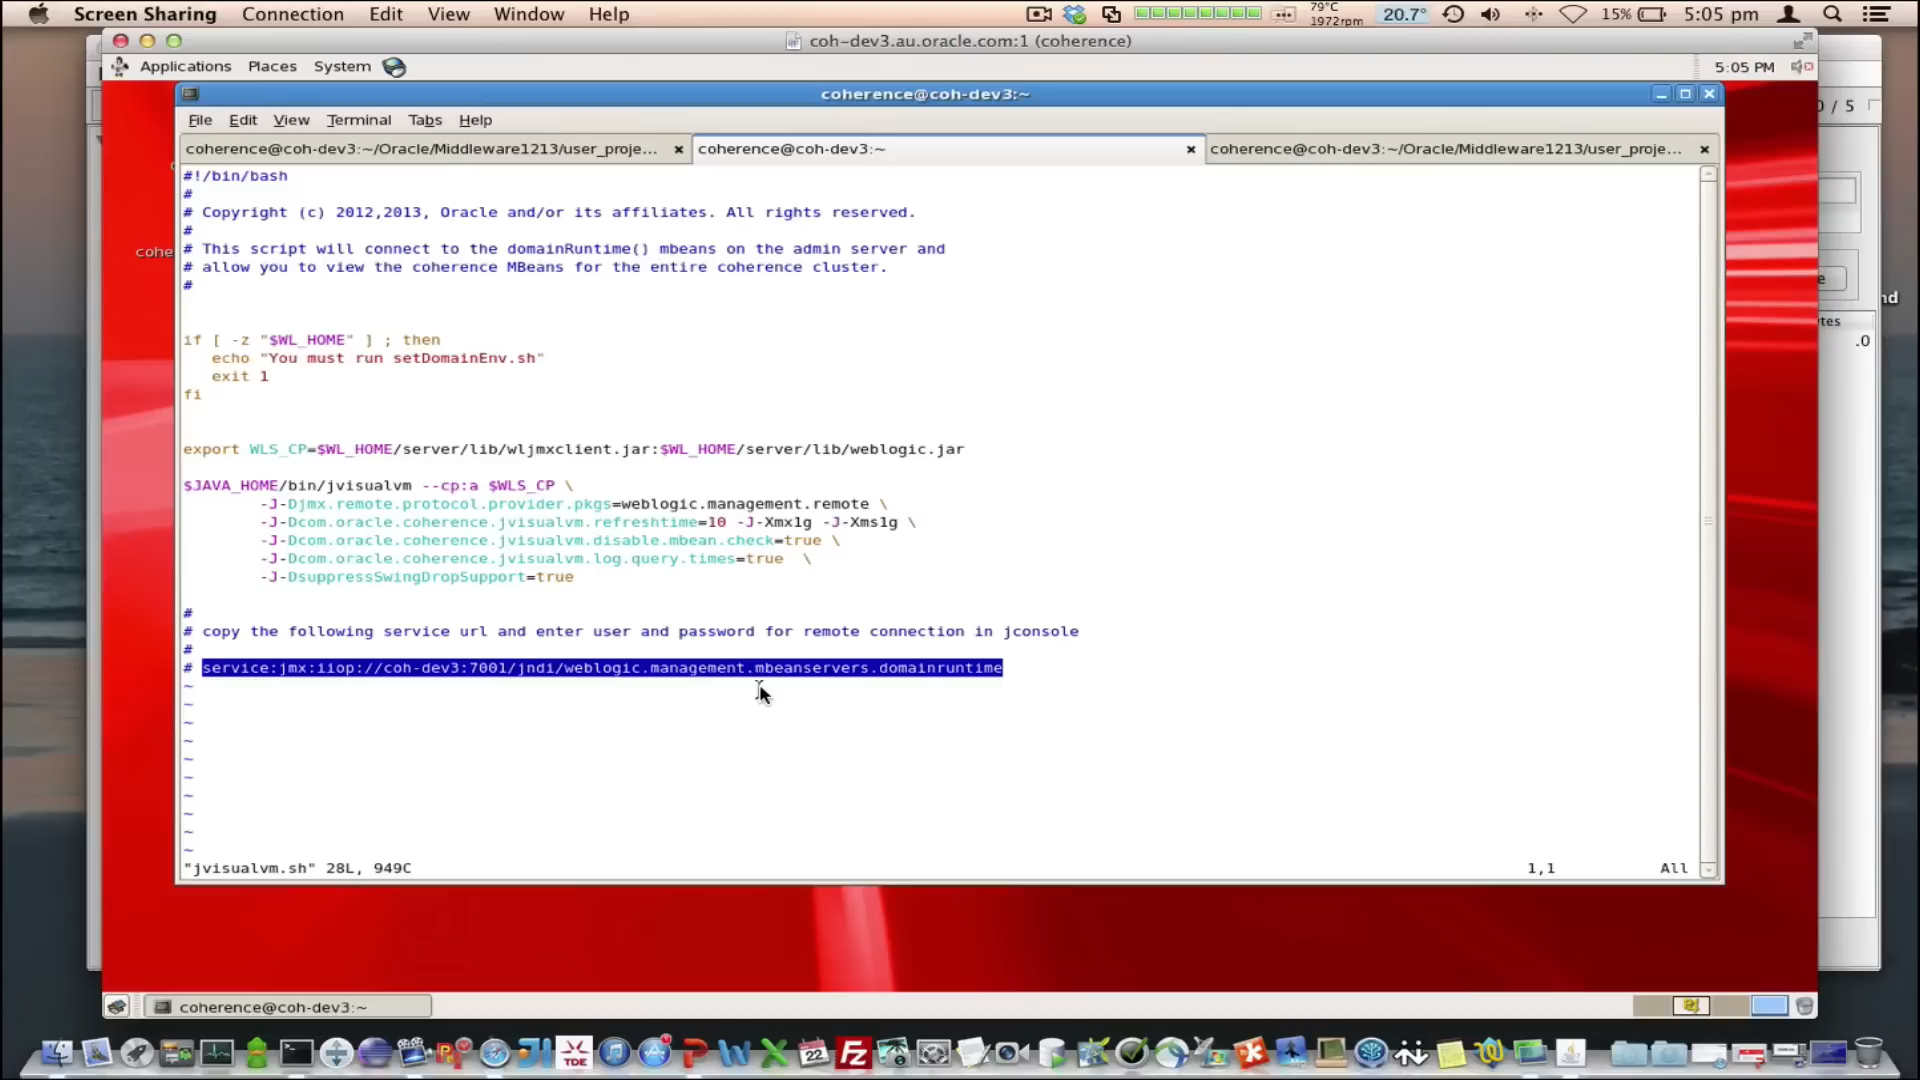 Screen Sharing Connection Edit View Window Help
79°C
1972rpm
20.7° 15% 5:05 pm
coh-dev3.au.oracle.com:1 (coherence)
Applications Places System 5:05 PM
coherence@coh-dev3:~
File Edit View Terminal Tabs Help
coherence@coh-dev3:~/Oracle/Middleware1213/user_proje... coherence@coh-dev3:~ coherence@coh-dev3:~/Oracle/Middleware1213/user_proje...
#!/bin/bash
#
# Copyright (c) 2012,2013, Oracle and/or its affiliates. All rights reserved.
#
# This script will connect to the domainRuntime() mbeans on the admin server and
# allow you to view the coherence MBeans for the entire coherence cluster.
#
if [ -z "$WL_HOME" ] ; then
echo "You must run setDomainEnv.sh"
exit 1
fi
export WLS_CP=$WL_HOME/server/lib/wljmxclient.jar:$WL_HOME/server/lib/weblogic.jar
$JAVA_HOME/bin/jvisualvm --cp:a $WLS_CP \
-J-Djmx.remote.protocol.provider.pkgs=weblogic.management.remote \
-J-Dcom.oracle.coherence.jvisualvm.refreshtime=10 -J-Xmx1g -J-Xms1g \
-J-Dcom.oracle.coherence.jvisualvm.disable.mbean.check=true \
-J-Dcom.oracle.coherence.jvisualvm.log.query.times=true \
-J-DsuppressSwingDropSupport=true
#
# copy the following service url and enter user and password for remote connection in jconsole
#
# service:jmx:iiop://coh-dev3:7001/jndi/weblogic.management.mbeanservers.domainruntime
~
~
~
~
~
~
~
~
~
~
"jvisualvm.sh" 28L, 949C 1,1 All
coherence@coh-dev3:~
cohe
/ 5
nd
.0
TDE
22
FZ